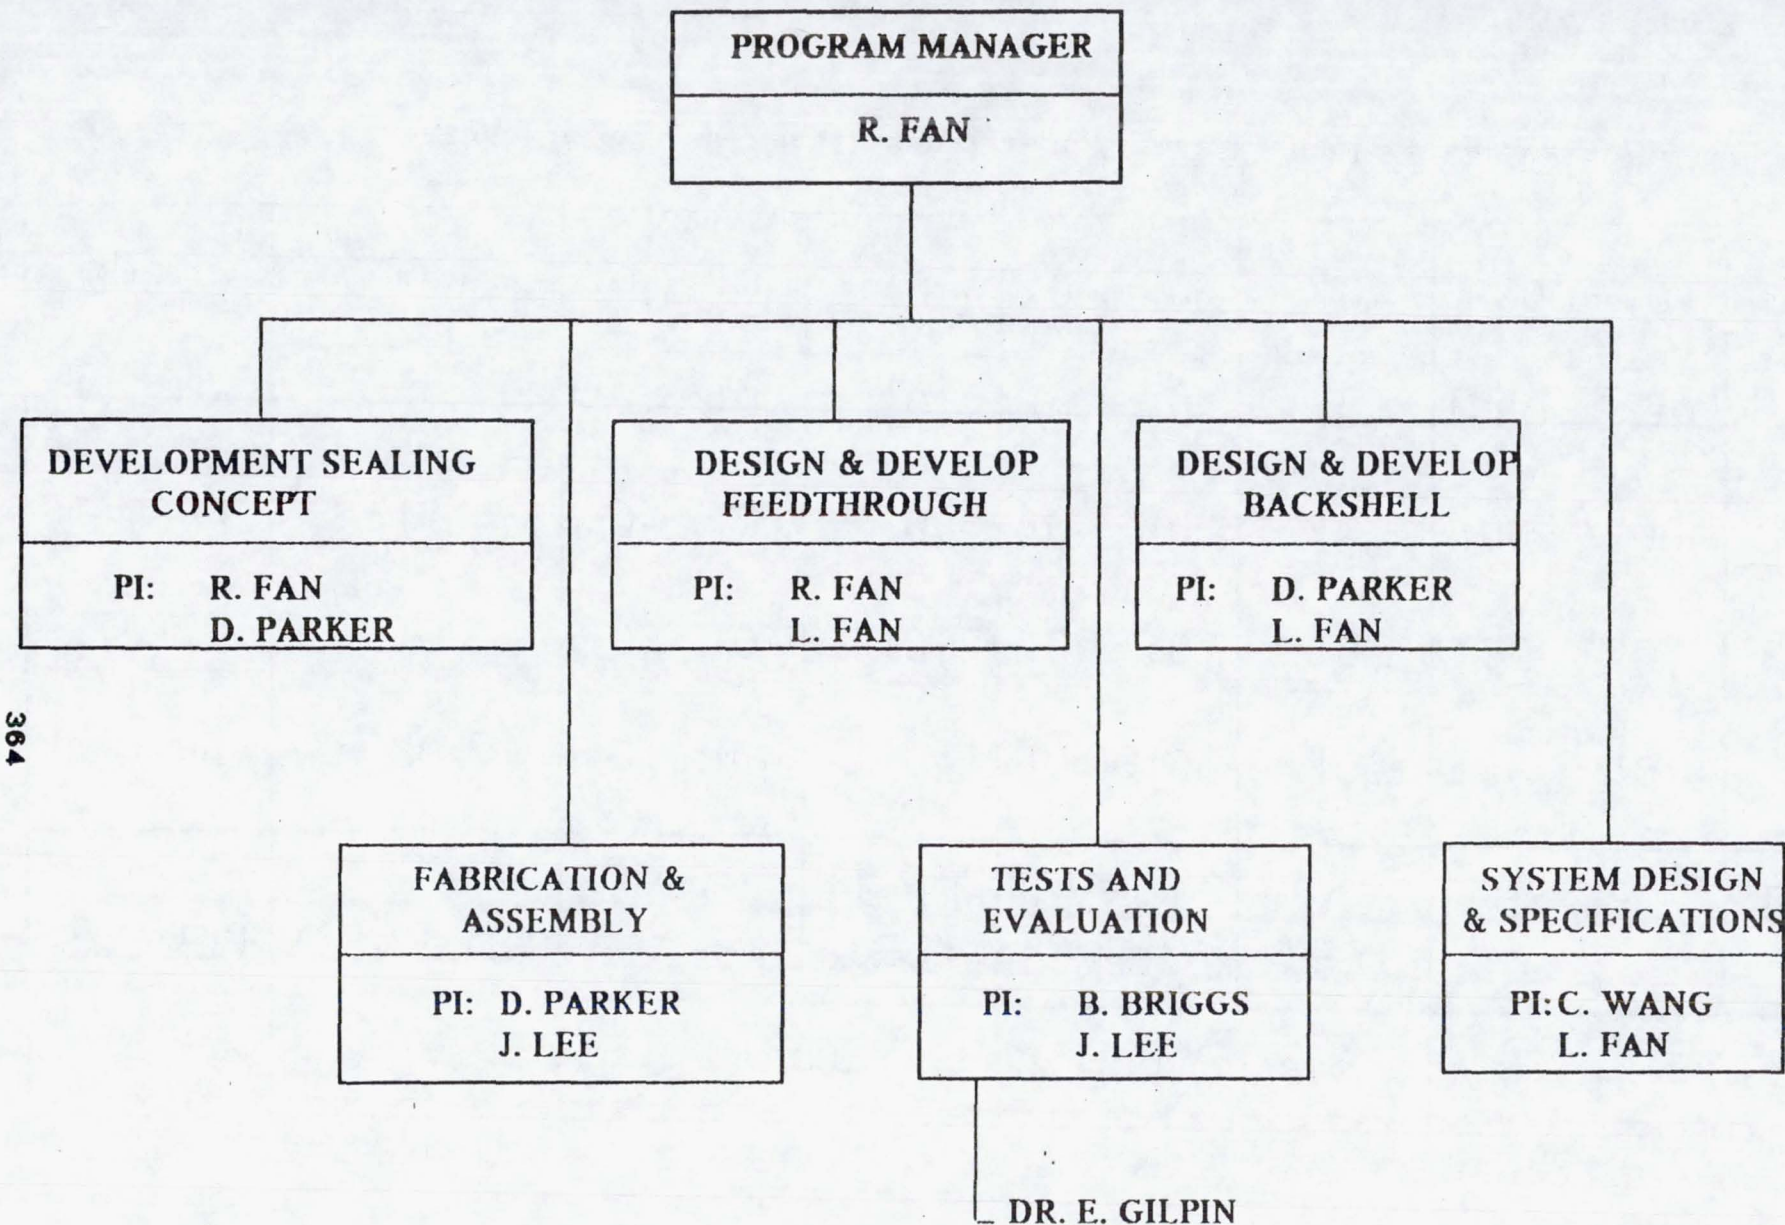 PROGRAM MANAGER
R. FAN
DEVELOPMENT SEALING
CONCEPT
PI: R. FAN
D. PARKER
DESIGN & DEVELOP
FEEDTHROUGH
PI: R. FAN
L. FAN
DESIGN & DEVELOP
BACKSHELL
PI: D. PARKER
L. FAN
364
FABRICATION &
ASSEMBLY
PI: D. PARKER
J. LEE
TESTS AND
EVALUATION
PI: B. BRIGGS
J. LEE
SYSTEM DESIGN
& SPECIFICATIONS
PI: C. WANG
L. FAN
DR. E. GILPIN